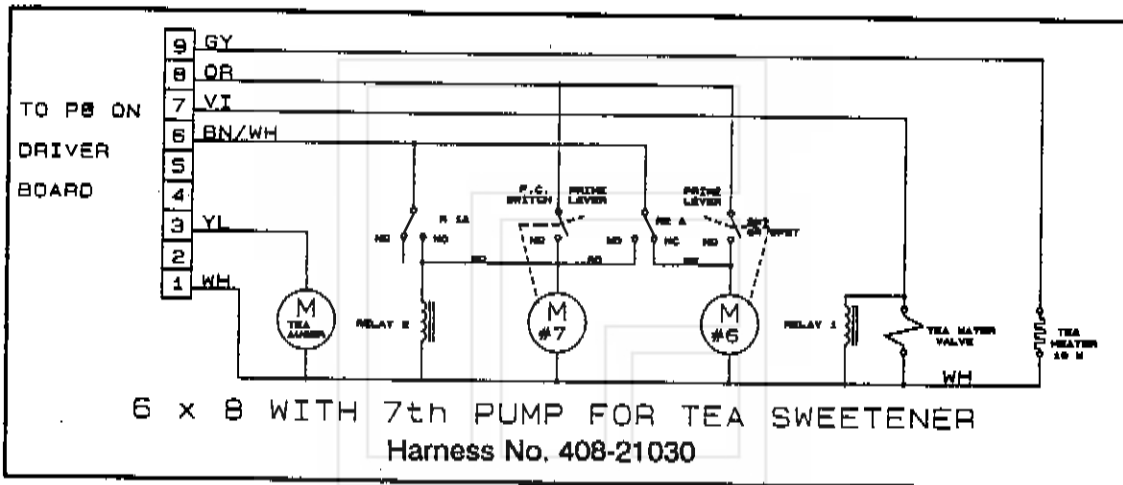 9 GY
8 OR
7 VI
6 BN/WH
5
4
3 YL
2
1 WH
TO P8 ON
DRIVER
BOARD
F.C.
SWITCH
PRIME
LEVER
PRIME
LEVER
R 1A
NO
NO
NO
NC
NO
M
TEA
AUGER
RELAY 2
M
#7
M
#6
RELAY 1
TEA WATER
VALVE
TEA
HEATER
WH
6 x 8 WITH 7th PUMP FOR TEA SWEETENER
Harness No. 408-21030